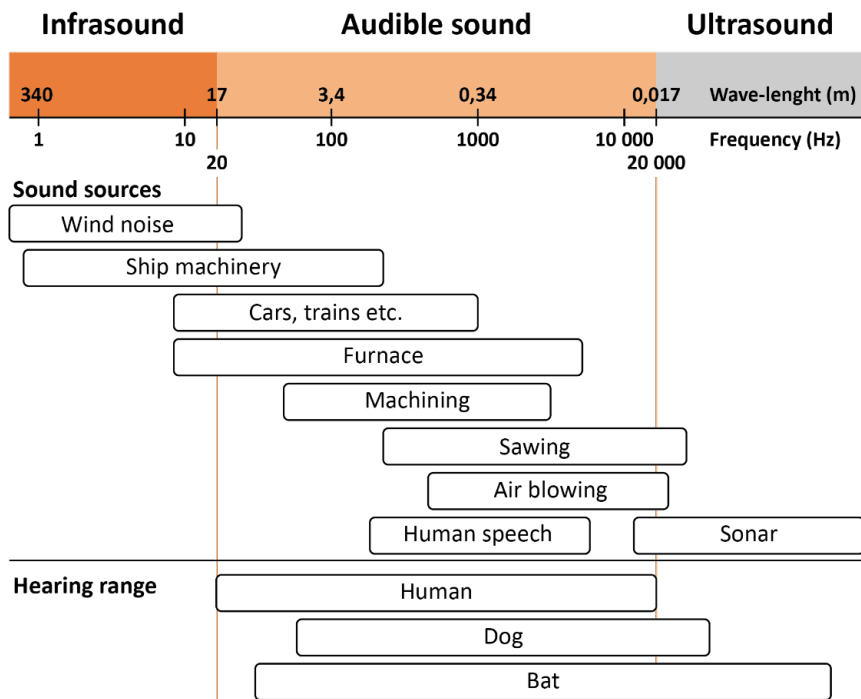 Infrasound Audible sound Ultrasound
340 17 3,4 0,34 0,017 Wave-lenght (m)
1 10 100 1000 10 000 Frequency (Hz)
20 20 000
Sound sources
Wind noise
Ship machinery
Cars, trains etc.
Furnace
Machining
Sawing
Air blowing
Human speech Sonar
Hearing range
Human
Dog
Bat